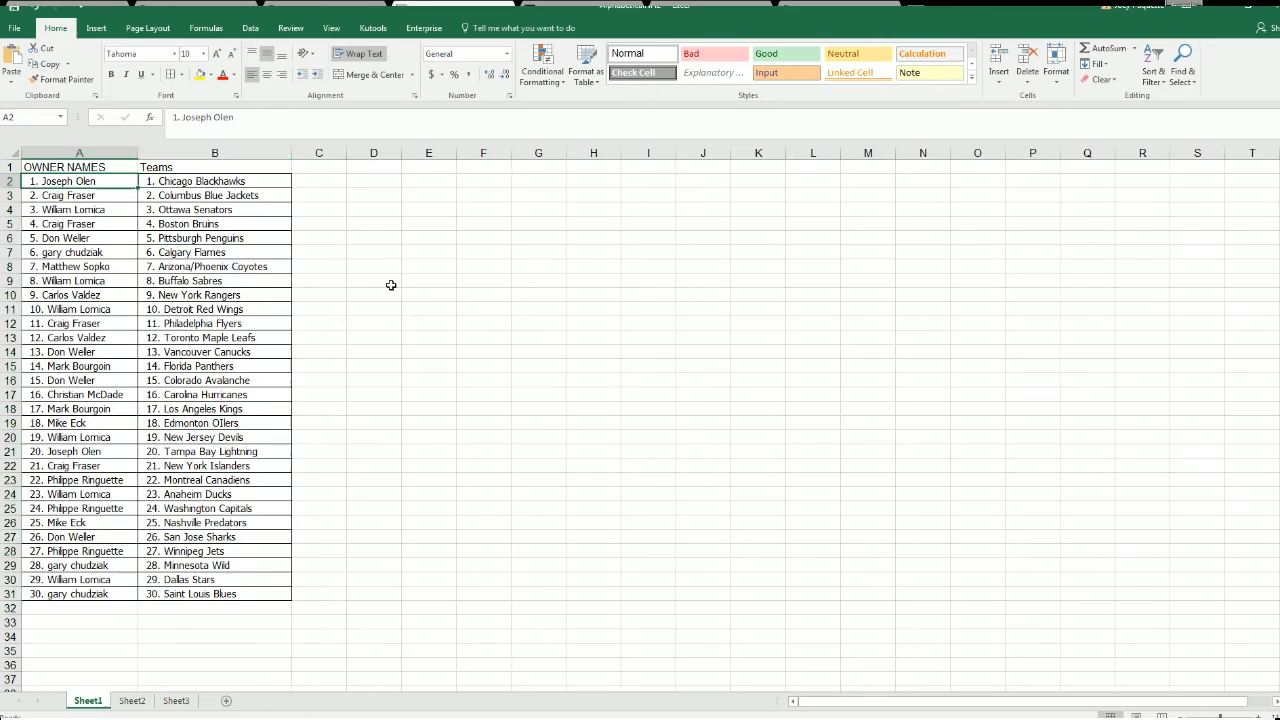 File Home Insert Page Layout Formulas Data Review View Kutools Enterprise Tell me what you want to do
Cut
Copy
Format Painter
Paste
Clipboard
Tahoma 10
B I U A
Font
Wrap Text
Merge & Center
Alignment
General
$ % ,
Number
Conditional Formatting
Format as Table
Normal Bad Good Neutral Calculation
Check Cell Explanatory ... Input Linked Cell Note
Styles
Insert Delete Format
Cells
AutoSum
Fill
Clear
Sort & Filter
Find & Select
Editing
A2 fx 1. Joseph Olen
A B C D E F G H I J K L M N O P Q R S T
1 OWNER NAMES Teams
2 1. Joseph Olen 1. Chicago Blackhawks
3 2. Craig Fraser 2. Columbus Blue Jackets
4 3. William Lomica 3. Ottawa Senators
5 4. Craig Fraser 4. Boston Bruins
6 5. Don Weller 5. Pittsburgh Penguins
7 6. gary chudziak 6. Calgary Flames
8 7. Matthew Sopko 7. Arizona/Phoenix Coyotes
9 8. William Lomica 8. Buffalo Sabres
10 9. Carlos Valdez 9. New York Rangers
11 10. William Lomica 10. Detroit Red Wings
12 11. Craig Fraser 11. Philadelphia Flyers
13 12. Carlos Valdez 12. Toronto Maple Leafs
14 13. Don Weller 13. Vancouver Canucks
15 14. Mark Bourgoin 14. Florida Panthers
16 15. Don Weller 15. Colorado Avalanche
17 16. Christian McDade 16. Carolina Hurricanes
18 17. Mark Bourgoin 17. Los Angeles Kings
19 18. Mike Eck 18. Edmonton OIlers
20 19. William Lomica 19. New Jersey Devils
21 20. Joseph Olen 20. Tampa Bay Lightning
22 21. Craig Fraser 21. New York Islanders
23 22. Philippe Ringuette 22. Montreal Canadiens
24 23. William Lomica 23. Anaheim Ducks
25 24. Philippe Ringuette 24. Washington Capitals
26 25. Mike Eck 25. Nashville Predators
27 26. Don Weller 26. San Jose Sharks
28 27. Philippe Ringuette 27. Winnipeg Jets
29 28. gary chudziak 28. Minnesota Wild
30 29. William Lomica 29. Dallas Stars
31 30. gary chudziak 30. Saint Louis Blues
32
33
34
35
36
37
Sheet1 Sheet2 Sheet3